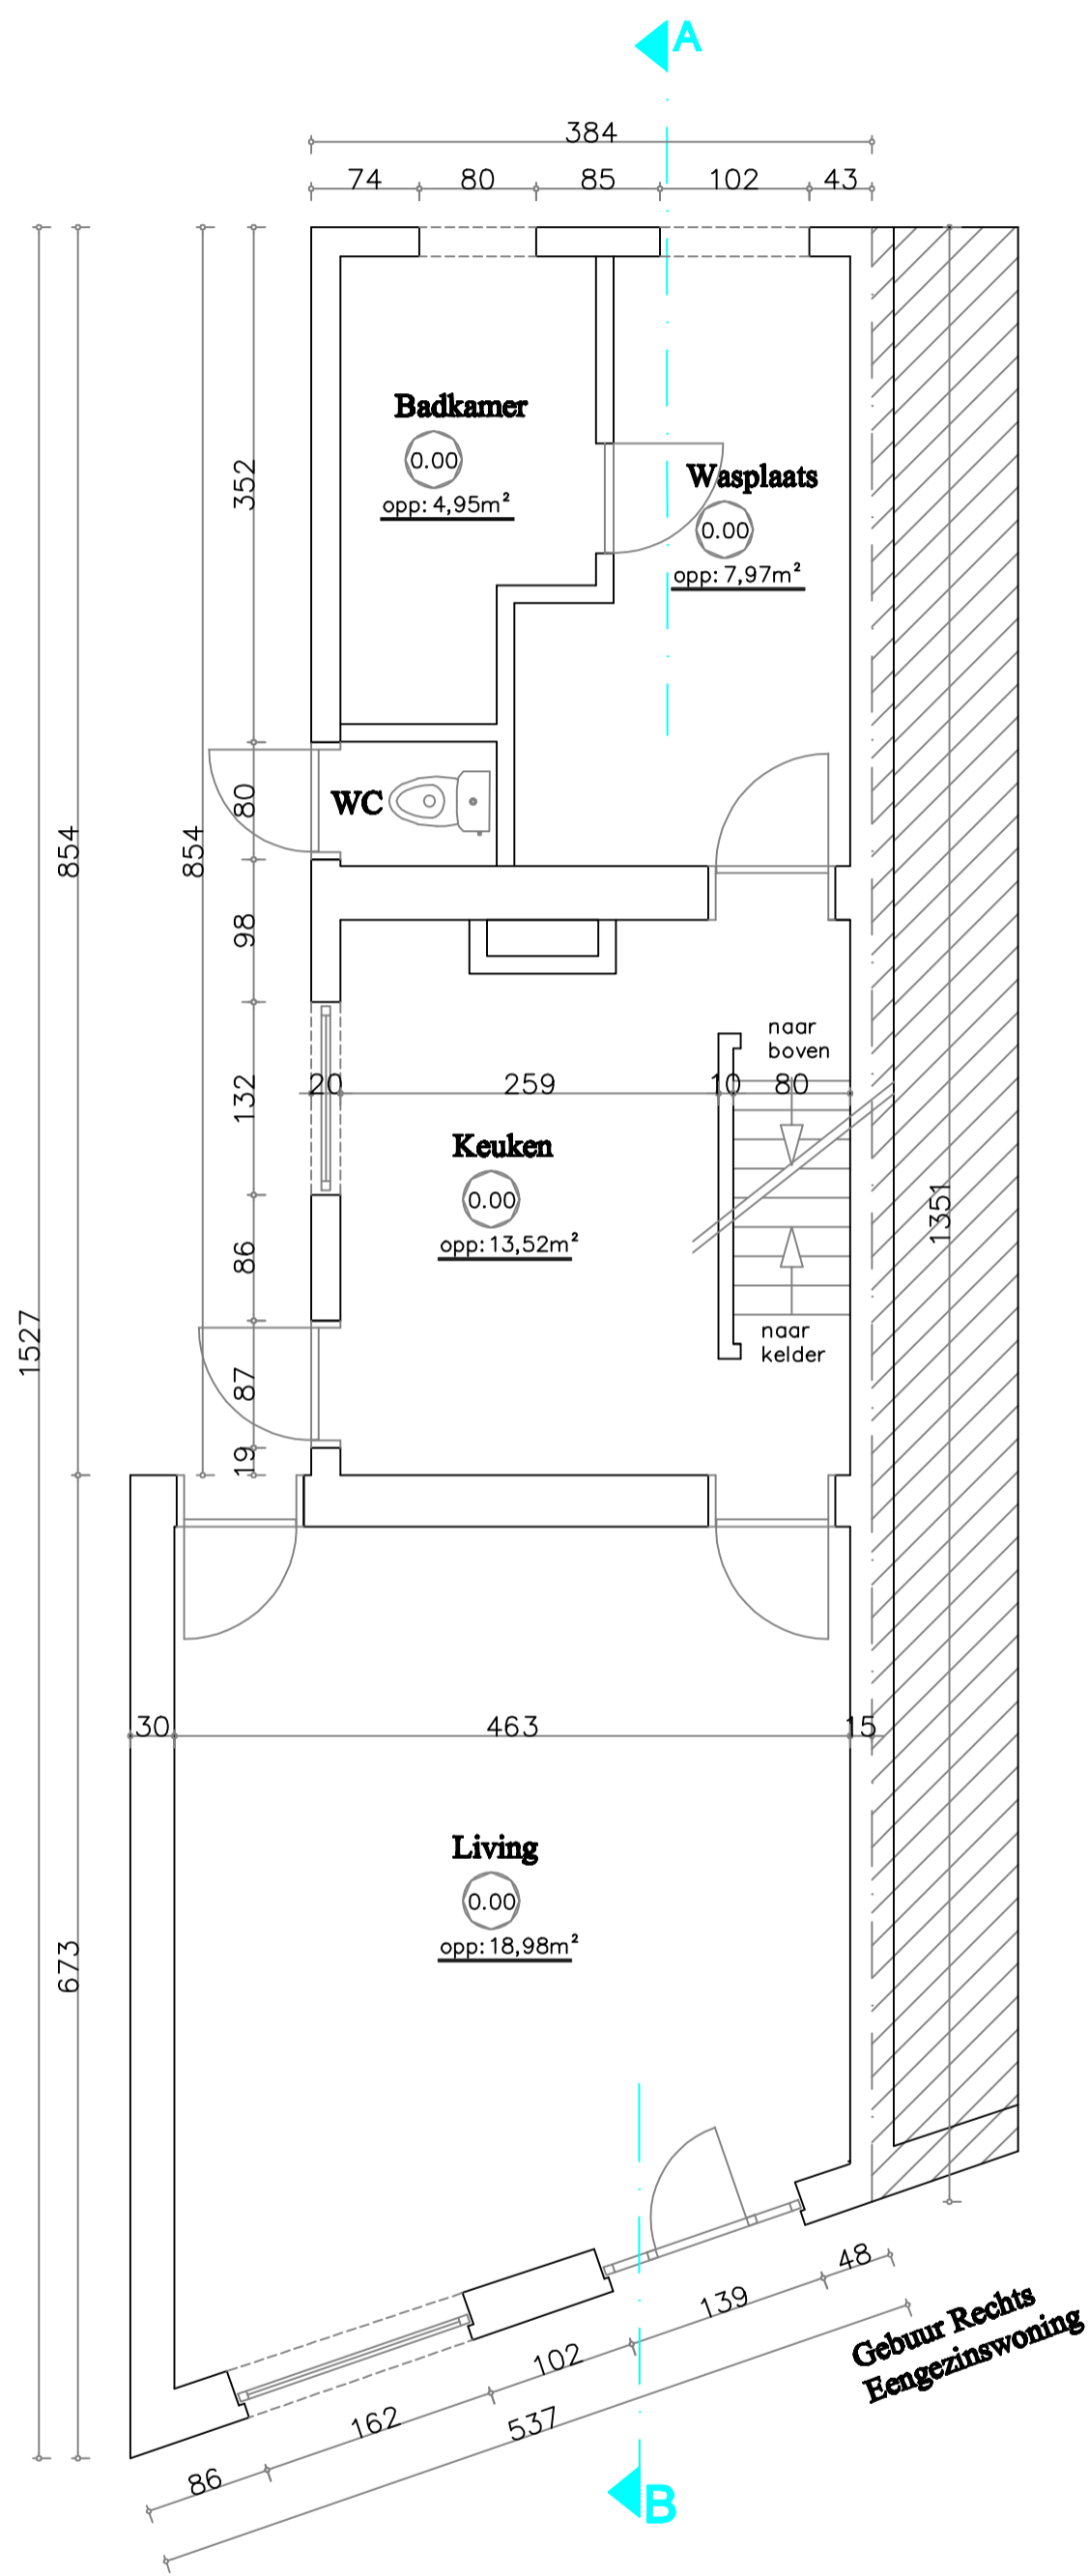 A
384
74 80 85 102 43
Badkamer
0.00
opp: 4,95m²
Wasplaats
0.00
opp: 7,97m²
352
WC
80
854
854
98
naar
boven
20 259 10 80
132
Keuken
0.00
opp: 13,52m²
1351
86
1527
naar
kelder
87
19
30 463 15
Living
0.00
opp: 18,98m²
673
48
139
102
162
86
537
Gebuur Rechts
Eengezinswoning
B